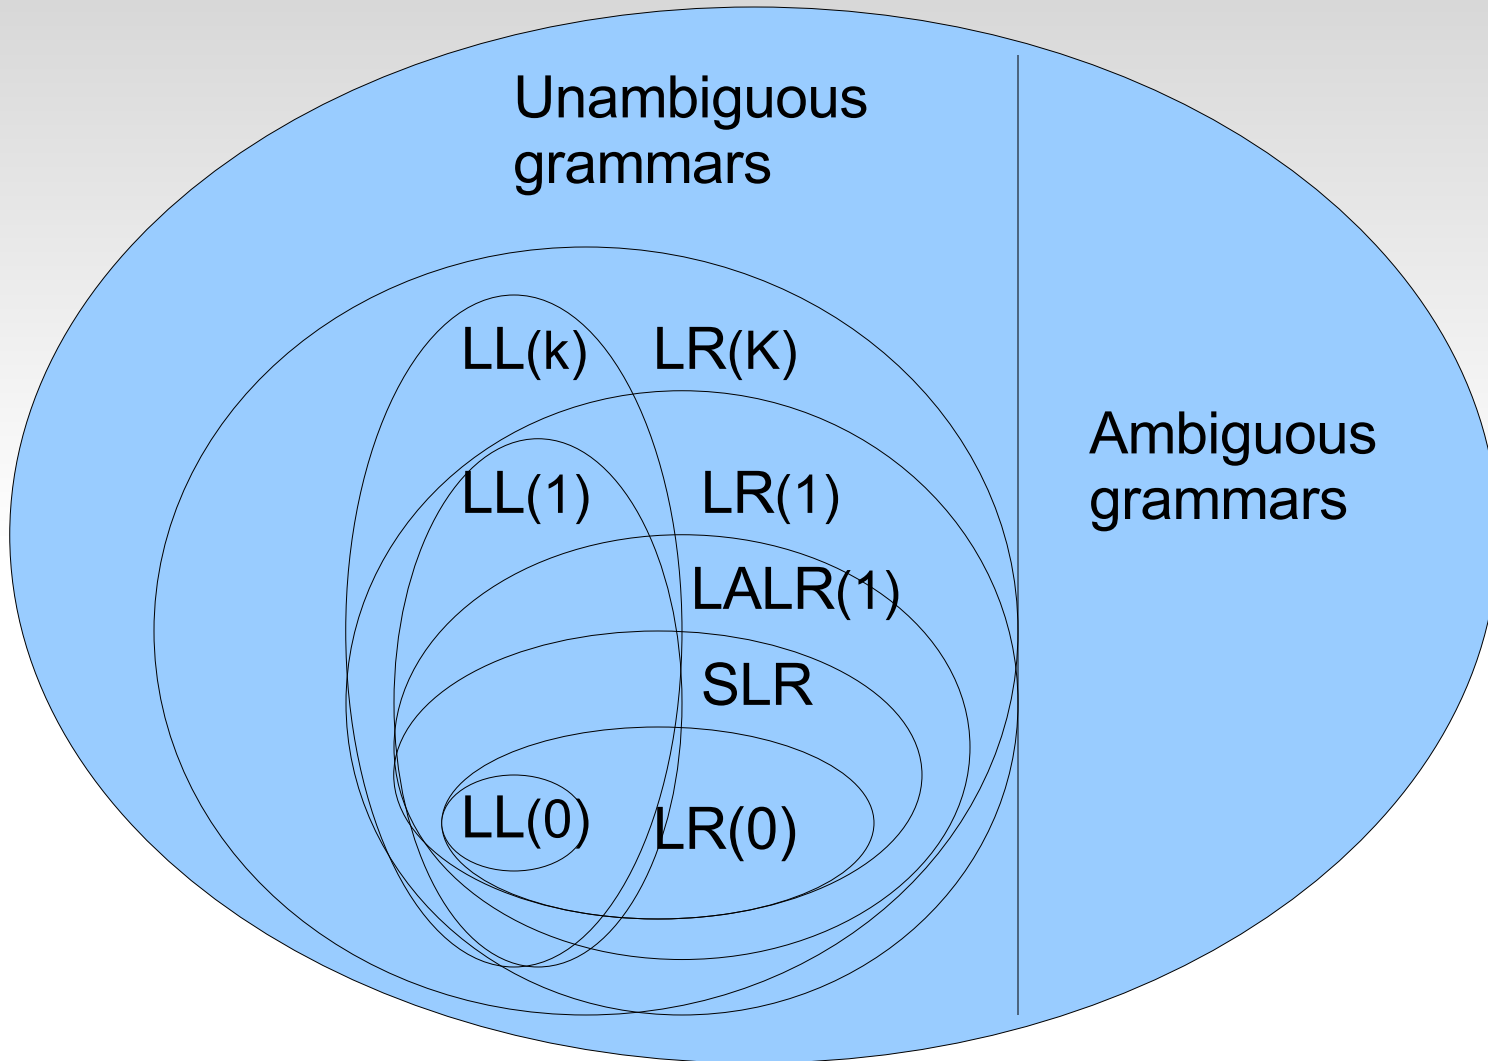 Unambiguous
grammars
LL(k)
LR(K)
Ambiguous
grammars
LL(1)
LR(1)
LALR(1)
SLR
LL(0)
LR(0)